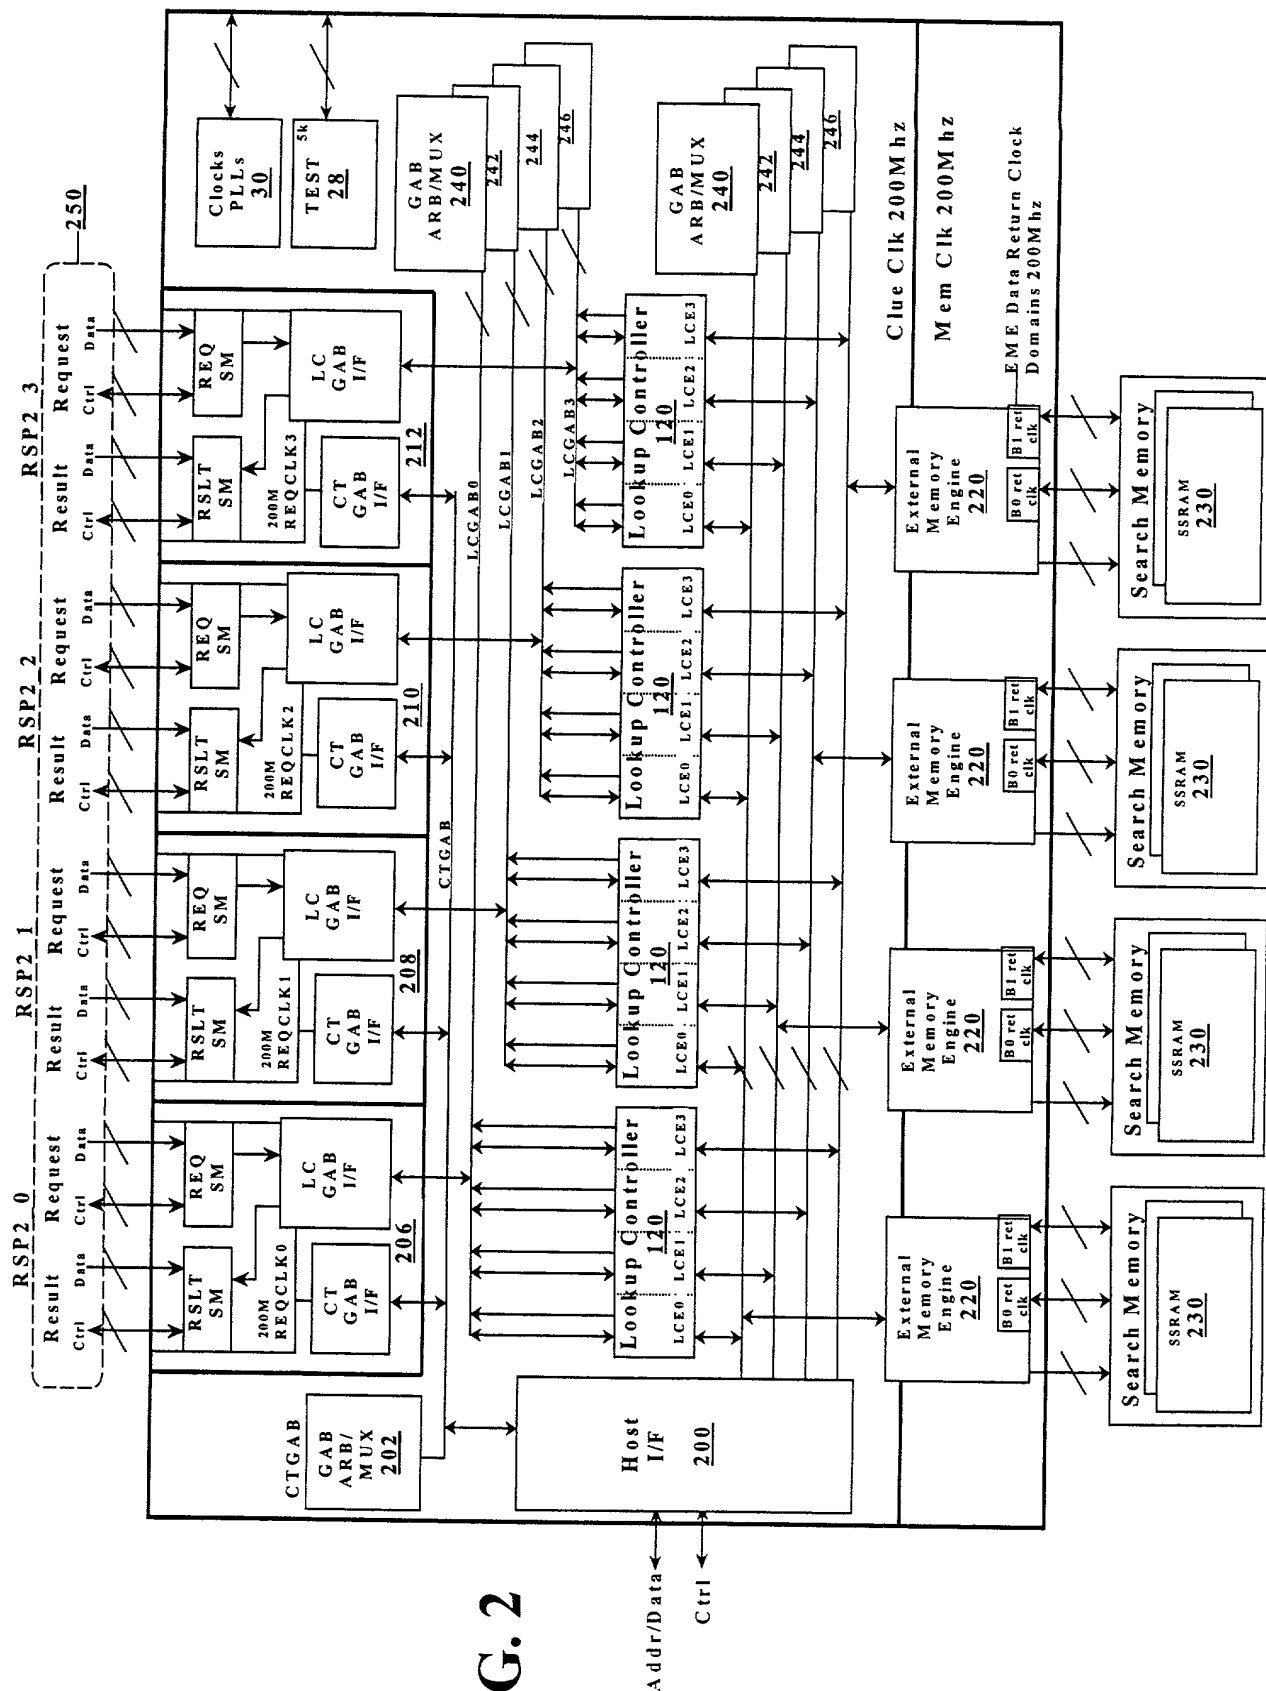 250
RSP2_0
RSP2_1
RSP2_2
RSP2_3
Result
Request
Result
Request
Result
Request
Result
Request
Ctrl
Data
Ctrl
Data
Ctrl
Data
Ctrl
Data
Ctrl
Data
Ctrl
Data
Ctrl
Data
Ctrl
Data
RSLT
SM
REQ
SM
200M
REQCLK0
LC
GAB
I/F
CT
GAB
I/F
206
RSLT
SM
REQ
SM
200M
REQCLK1
LC
GAB
I/F
CT
GAB
I/F
208
RSLT
SM
REQ
SM
200M
REQCLK2
LC
GAB
I/F
CT
GAB
I/F
210
RSLT
SM
REQ
SM
200M
REQCLK3
LC
GAB
I/F
CT
GAB
I/F
212
Clocks
PLLs
30
5k
TEST
28
CTGAB
GAB
ARB/
MUX
202
CTGAB
LCGAB0
LCGAB1
LCGAB2
LCGAB3
GAB
ARB/MUX
240
242
244
246
Host
I/F
200
Addr/Data
Ctrl
Lookup Controller
120
LCE0
LCE1
LCE2
LCE3
Lookup Controller
120
LCE0
LCE1
LCE2
LCE3
Lookup Controller
120
LCE0
LCE1
LCE2
LCE3
Lookup Controller
120
LCE0
LCE1
LCE2
LCE3
GAB
ARB/MUX
240
242
244
246
Clue Clk 200Mhz
Mem Clk 200Mhz
EME Data Return Clock
Domains 200Mhz
External
Memory
Engine
220
B0 ret
clk
B1 ret
clk
External
Memory
Engine
220
B0 ret
clk
B1 ret
clk
External
Memory
Engine
220
B0 ret
clk
B1 ret
clk
External
Memory
Engine
220
B0 ret
clk
B1 ret
clk
Search Memory
SSRAM
230
Search Memory
SSRAM
230
Search Memory
SSRAM
230
Search Memory
SSRAM
230
G. 2